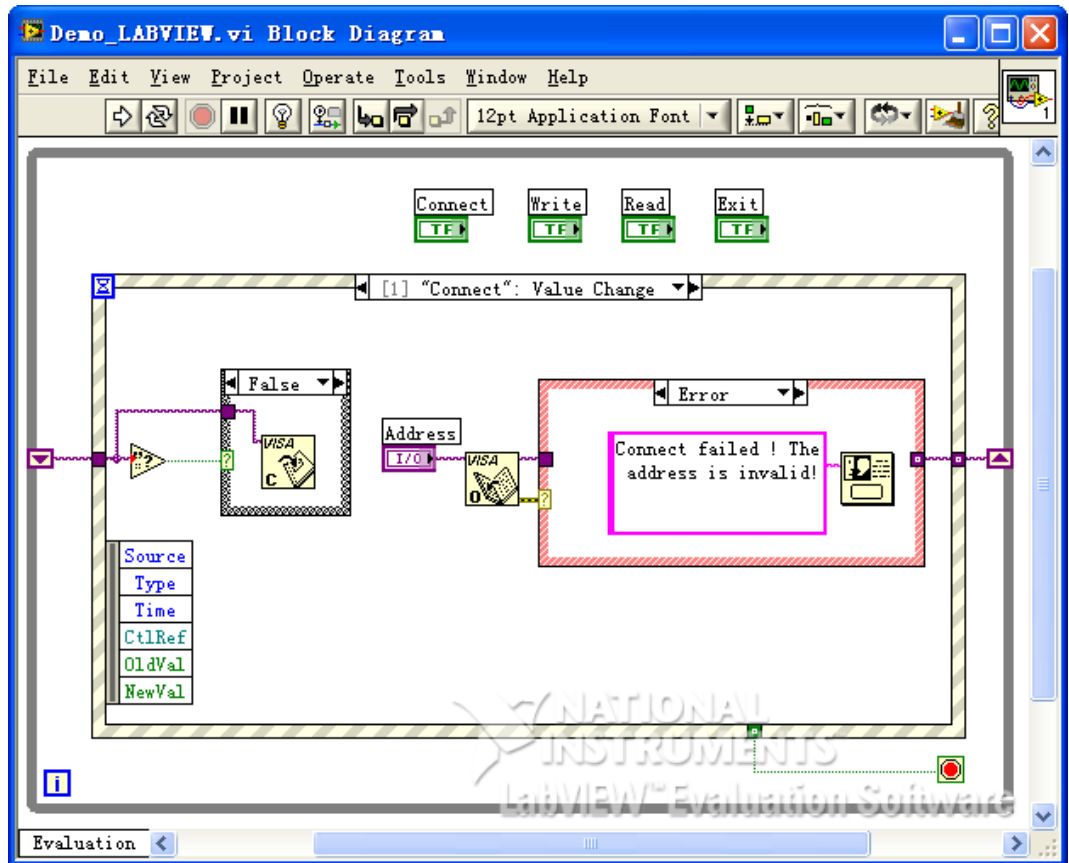 Demo_LABVIEW.vi Block Diagram
File Edit View Project Operate Tools Window Help
12pt Application Font
1
Connect Write Read Exit
TF TF TF TF
[1] "Connect": Value Change
False
Error
Address
I/O
Connect failed ! The
address is invalid!
?
?
VISA
C
VISA
O
?
Source
Type
Time
CtlRef
OldVal
NewVal
NATIONAL
INSTRUMENTS
LabVIEW™ Evaluation Software
i
Evaluation